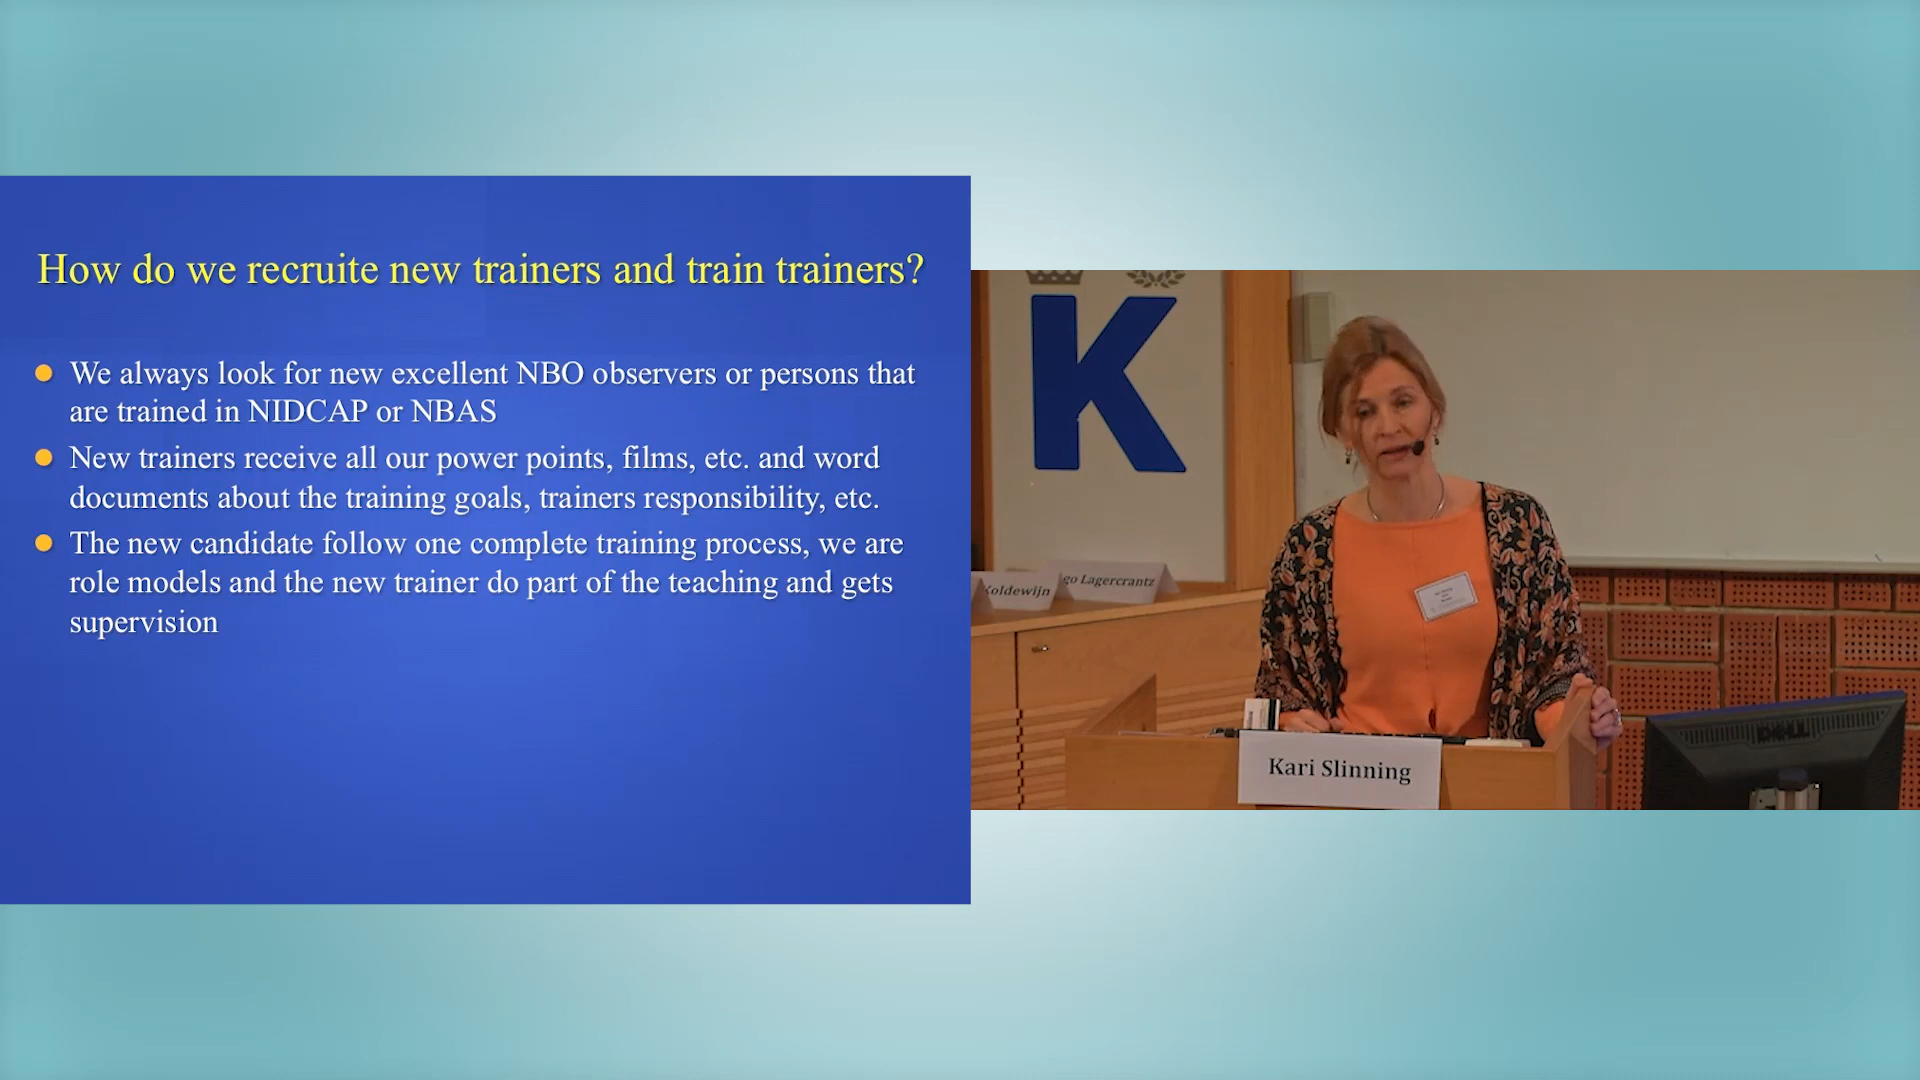 How do we recruite new trainers and train trainers?
We always look for new excellent NBO observers or persons that
are trained in NIDCAP or NBAS
New trainers receive all our power points, films, etc. and word
documents about the training goals, trainers responsibility, etc.
The new candidate follow one complete training process, we are
role models and the new trainer do part of the teaching and gets
supervision
K
Koldewijn
go Lagercrantz
Kari Slinning
DELL